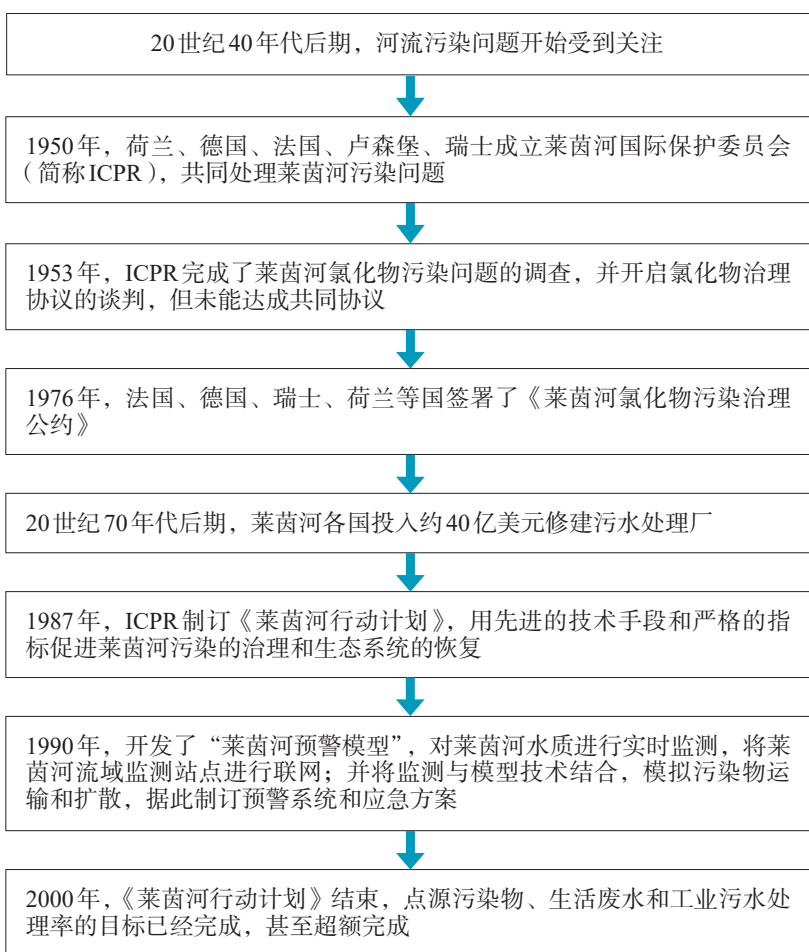 20世纪40年代后期，河流污染问题开始受到关注
1950年，荷兰、德国、法国、卢森堡、瑞士成立莱茵河国际保护委员会
（简称ICPR），共同处理莱茵河污染问题
1953年，ICPR完成了莱茵河氯化物污染问题的调查，并开启氯化物治理
协议的谈判，但未能达成共同协议
1976年，法国、德国、瑞士、荷兰等国签署了《莱茵河氯化物污染治理
公约》
20世纪70年代后期，莱茵河各国投入约40亿美元修建污水处理厂
1987年，ICPR制订《莱茵河行动计划》，用先进的技术手段和严格的指
标促进莱茵河污染的治理和生态系统的恢复
1990年，开发了“莱茵河预警模型”，对莱茵河水质进行实时监测，将莱
茵河流域监测站点进行联网；并将监测与模型技术结合，模拟污染物运
输和扩散，据此制订预警系统和应急方案
2000年，《莱茵河行动计划》结束，点源污染物、生活废水和工业污水处
理率的目标已经完成，甚至超额完成